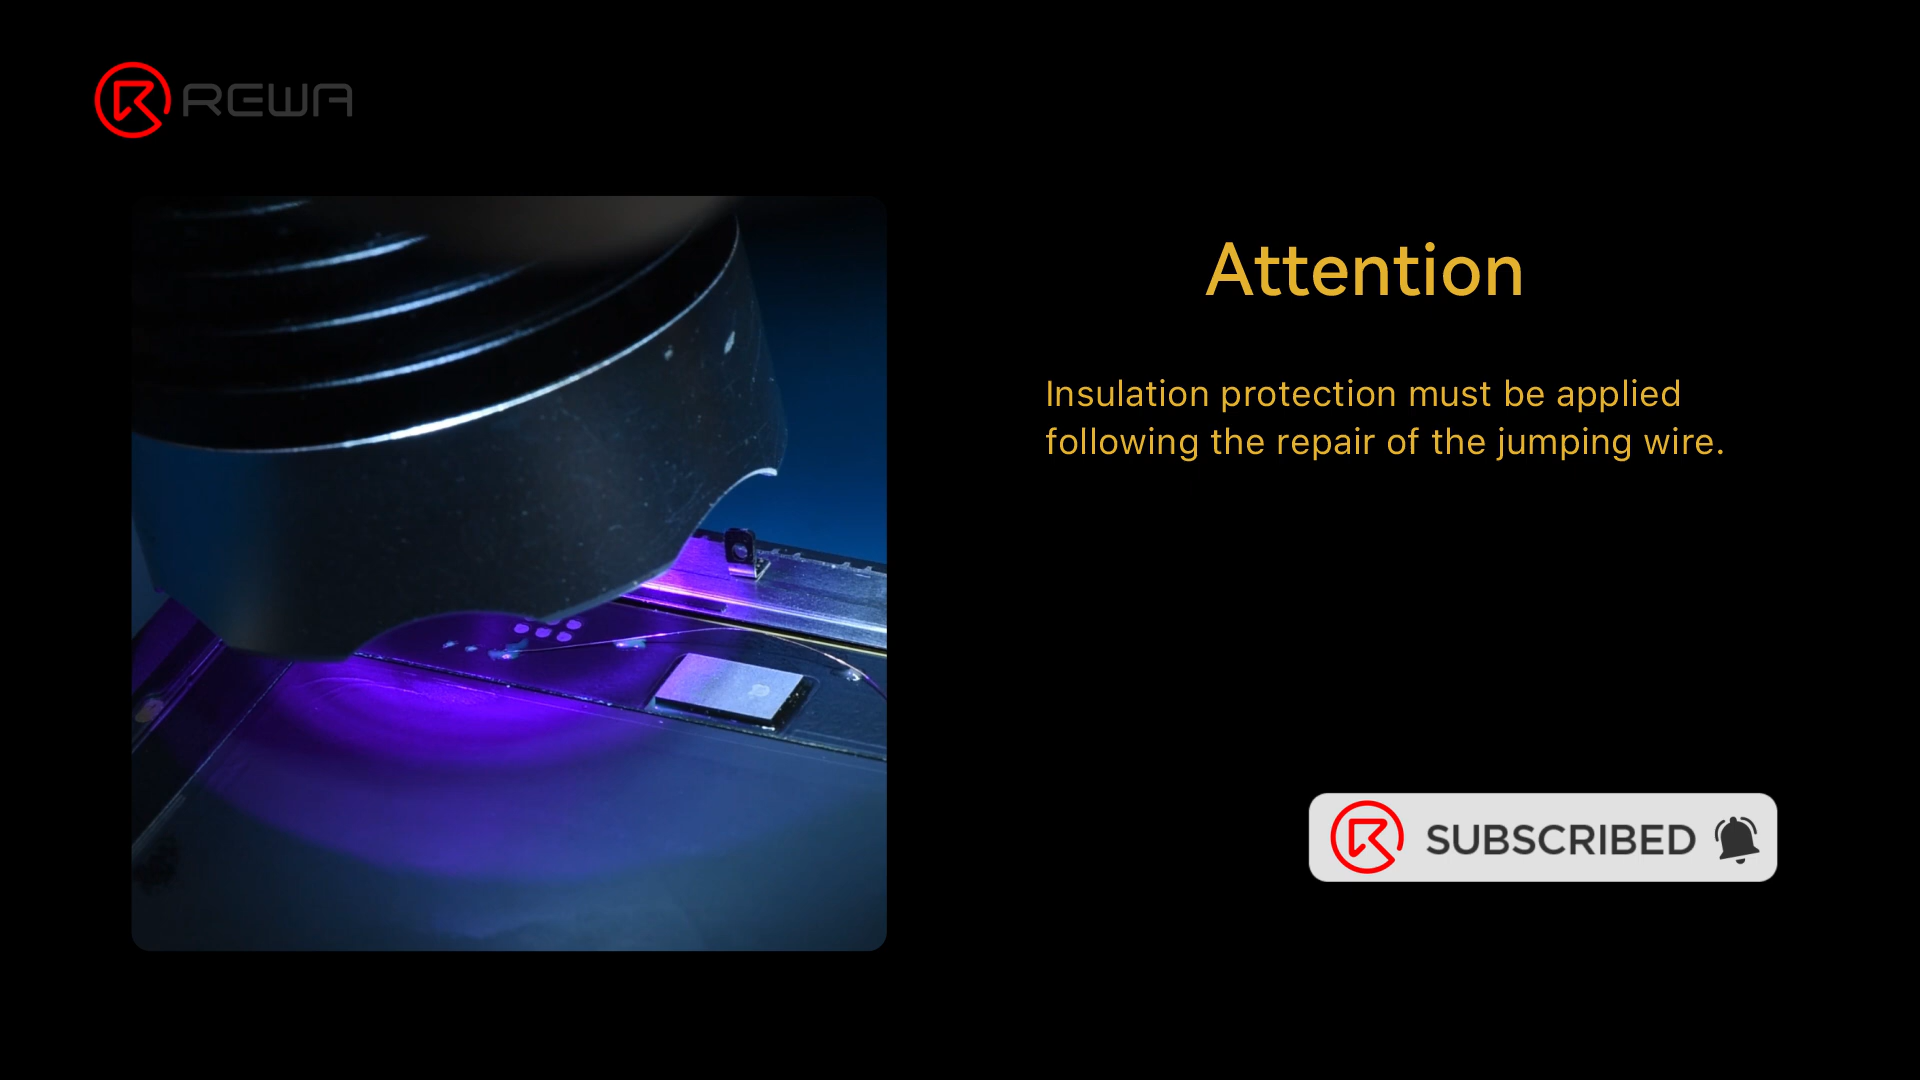 REWA
Attention
Insulation protection must be applied
following the repair of the jumping wire.
SUBSCRIBED